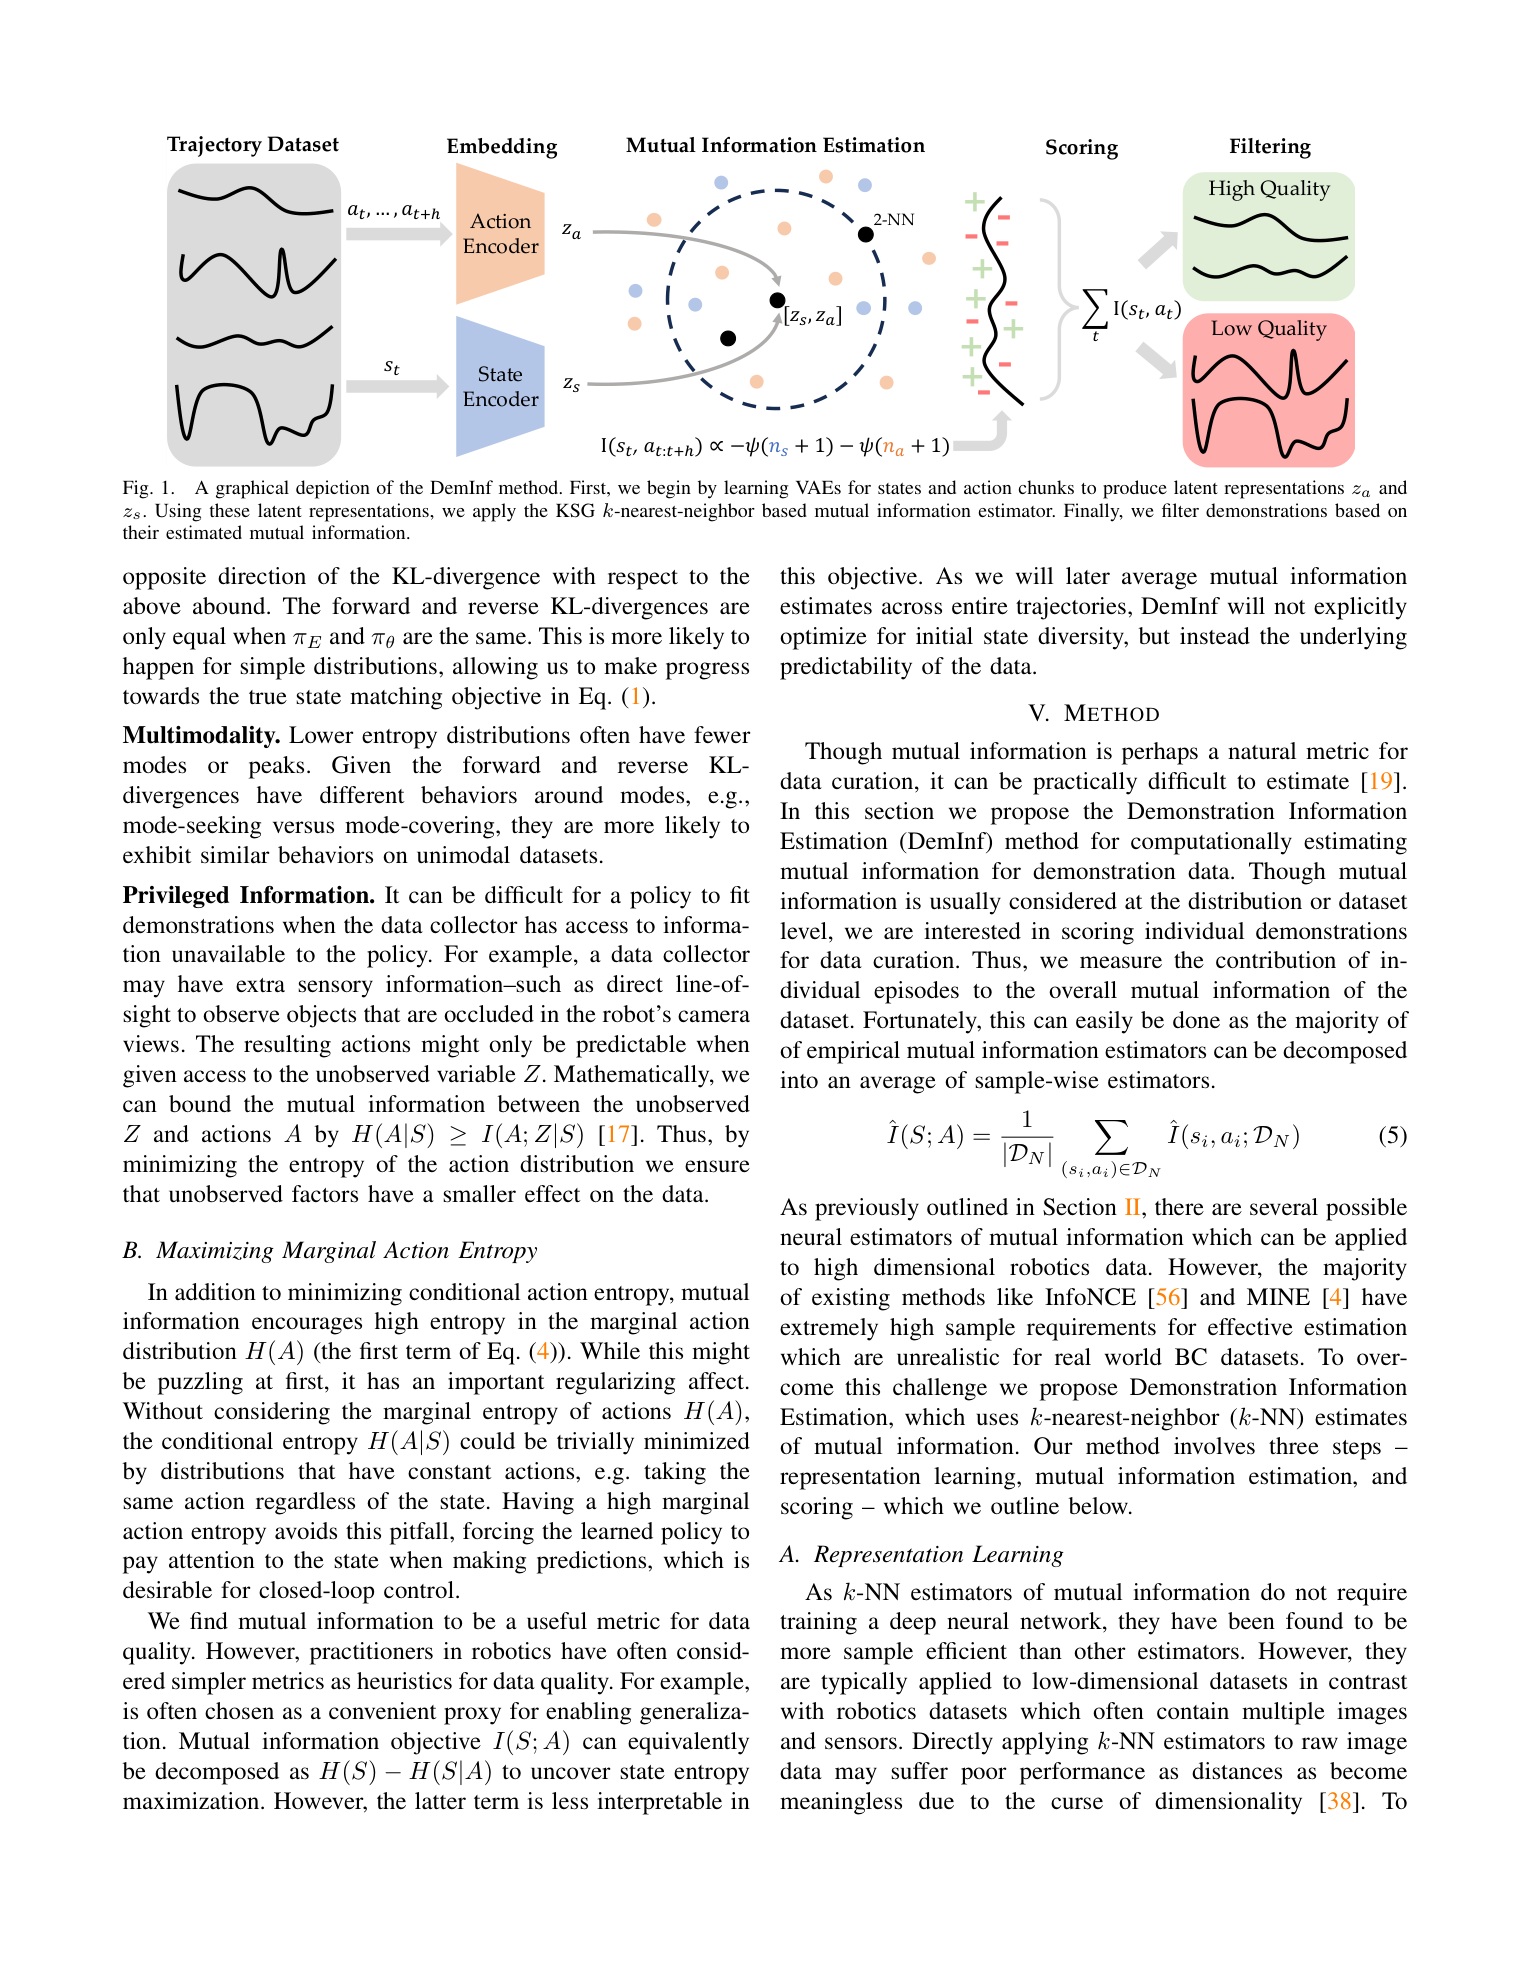 Trajectory Dataset
Embedding
Mutual Information Estimation
Scoring
Filtering
a_t, ..., a_{t+h}
Action
Encoder
z_a
s_t
State
Encoder
z_s
2-NN
[z_s, z_a]
I(s_t, a_{t:t+h}) ∝ −ψ(n_s + 1) − ψ(n_a + 1)
+
−
∑_t I(s_t, a_t)
High Quality
Low Quality
Fig. 1. A graphical depiction of the DemInf method. First, we begin by learning VAEs for states and action chunks to produce latent representations z_a and
z_s. Using these latent representations, we apply the KSG k-nearest-neighbor based mutual information estimator. Finally, we filter demonstrations based on
their estimated mutual information.
opposite direction of the KL-divergence with respect to the
above abound. The forward and reverse KL-divergences are
only equal when π_E and π_θ are the same. This is more likely to
happen for simple distributions, allowing us to make progress
towards the true state matching objective in Eq. (1).
Multimodality. Lower entropy distributions often have fewer
modes or peaks. Given the forward and reverse KL-
divergences have different behaviors around modes, e.g.,
mode-seeking versus mode-covering, they are more likely to
exhibit similar behaviors on unimodal datasets.
Privileged Information. It can be difficult for a policy to fit
demonstrations when the data collector has access to informa-
tion unavailable to the policy. For example, a data collector
may have extra sensory information–such as direct line-of-
sight to observe objects that are occluded in the robot's camera
views. The resulting actions might only be predictable when
given access to the unobserved variable Z. Mathematically, we
can bound the mutual information between the unobserved
Z and actions A by H(A|S) ≥ I(A; Z|S) [17]. Thus, by
minimizing the entropy of the action distribution we ensure
that unobserved factors have a smaller effect on the data.
B. Maximizing Marginal Action Entropy
In addition to minimizing conditional action entropy, mutual
information encourages high entropy in the marginal action
distribution H(A) (the first term of Eq. (4)). While this might
be puzzling at first, it has an important regularizing affect.
Without considering the marginal entropy of actions H(A),
the conditional entropy H(A|S) could be trivially minimized
by distributions that have constant actions, e.g. taking the
same action regardless of the state. Having a high marginal
action entropy avoids this pitfall, forcing the learned policy to
pay attention to the state when making predictions, which is
desirable for closed-loop control.
We find mutual information to be a useful metric for data
quality. However, practitioners in robotics have often consid-
ered simpler metrics as heuristics for data quality. For example,
is often chosen as a convenient proxy for enabling generaliza-
tion. Mutual information objective I(S; A) can equivalently
be decomposed as H(S) − H(S|A) to uncover state entropy
maximization. However, the latter term is less interpretable in
this objective. As we will later average mutual information
estimates across entire trajectories, DemInf will not explicitly
optimize for initial state diversity, but instead the underlying
predictability of the data.
V. METHOD
Though mutual information is perhaps a natural metric for
data curation, it can be practically difficult to estimate [19].
In this section we propose the Demonstration Information
Estimation (DemInf) method for computationally estimating
mutual information for demonstration data. Though mutual
information is usually considered at the distribution or dataset
level, we are interested in scoring individual demonstrations
for data curation. Thus, we measure the contribution of in-
dividual episodes to the overall mutual information of the
dataset. Fortunately, this can easily be done as the majority of
of empirical mutual information estimators can be decomposed
into an average of sample-wise estimators.
Î(S; A) = 1/|D_N| ∑_{(s_i,a_i)∈D_N} Î(s_i, a_i; D_N) (5)
As previously outlined in Section II, there are several possible
neural estimators of mutual information which can be applied
to high dimensional robotics data. However, the majority
of existing methods like InfoNCE [56] and MINE [4] have
extremely high sample requirements for effective estimation
which are unrealistic for real world BC datasets. To over-
come this challenge we propose Demonstration Information
Estimation, which uses k-nearest-neighbor (k-NN) estimates
of mutual information. Our method involves three steps –
representation learning, mutual information estimation, and
scoring – which we outline below.
A. Representation Learning
As k-NN estimators of mutual information do not require
training a deep neural network, they have been found to be
more sample efficient than other estimators. However, they
are typically applied to low-dimensional datasets in contrast
with robotics datasets which often contain multiple images
and sensors. Directly applying k-NN estimators to raw image
data may suffer poor performance as distances as become
meaningless due to the curse of dimensionality [38]. To